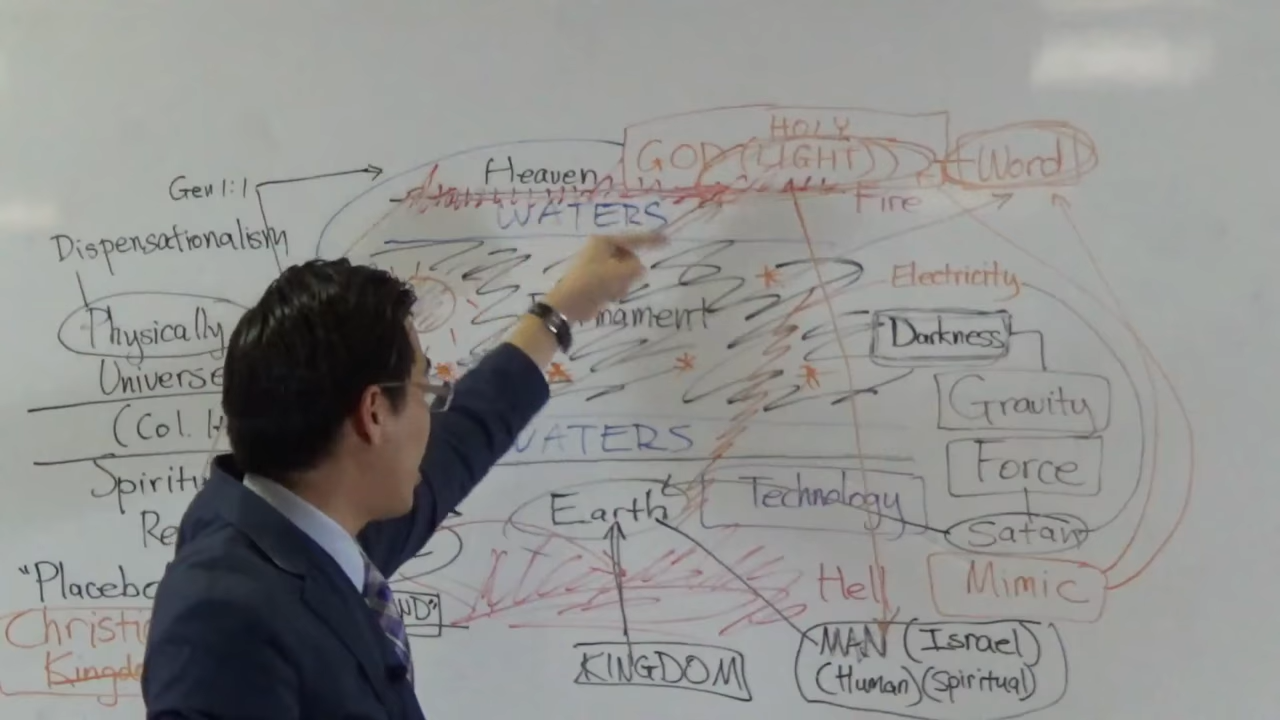 HOLY
GOD (LIGHT)
Word
Heaven
Gen 1:1
WATERS
Fire
Dispensationalism
Electricity
Physically
Darkness
Universe
Gravity
(Col. 1
WATERS
Force
Spiritu
Technology
Earth
Satan
Re
"Placebo
Hell
Mimic
ND"
Christi
MAN (Israel)
KINGDOM
Kingdo
(Human) (Spiritual)